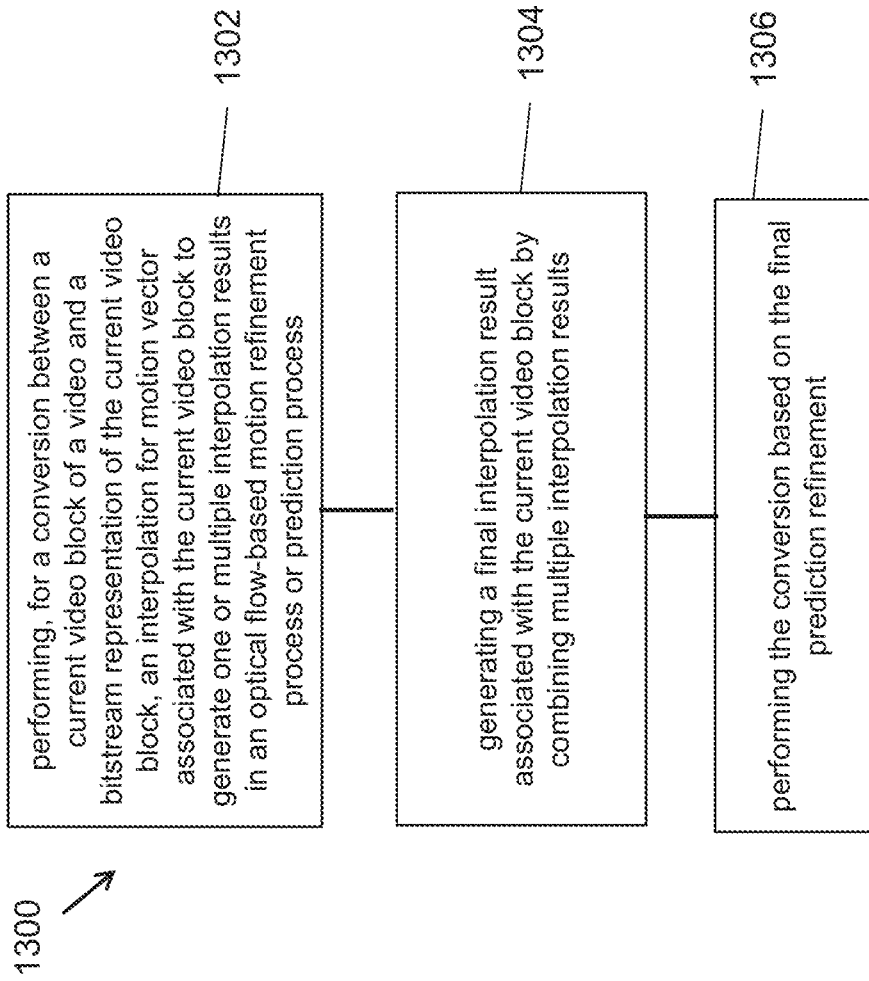 1300
performing, for a conversion between a
current video block of a video and a
bitstream representation of the current video
block, an interpolation for motion vector
associated with the current video block to
generate one or multiple interpolation results
in an optical flow-based motion refinement
process or prediction process
1302
generating a final interpolation result
associated with the current video block by
combining multiple interpolation results
1304
performing the conversion based on the final
prediction refinement
1306